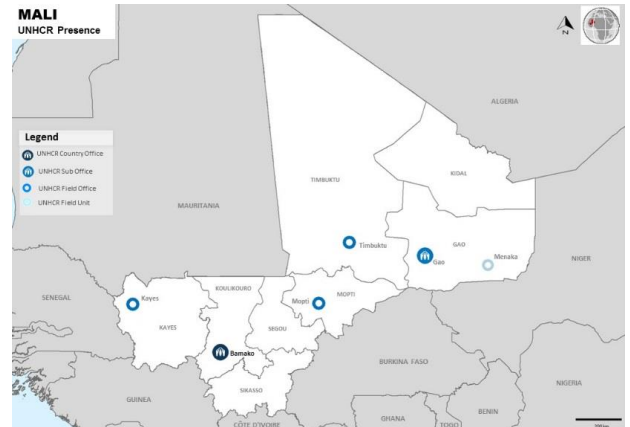 MALI
UNHCR Presence
N
Legend
UNHCR Country Office
UNHCR Sub Office
UNHCR Field Office
UNHCR Field Unit
ALGERIA
TIMBUKTU
KIDAL
MAURITANIA
Timbuktu
GAO
Gao
Menaka
NIGER
SENEGAL
Kayes
KAYES
KOULIKOURO
Mopti
MOPTI
SEGOU
Bamako
BURKINA FASO
SIKASSO
NIGERIA
GUINEA
BENIN
GHANA
TOGO
CÔTE D'IVOIRE